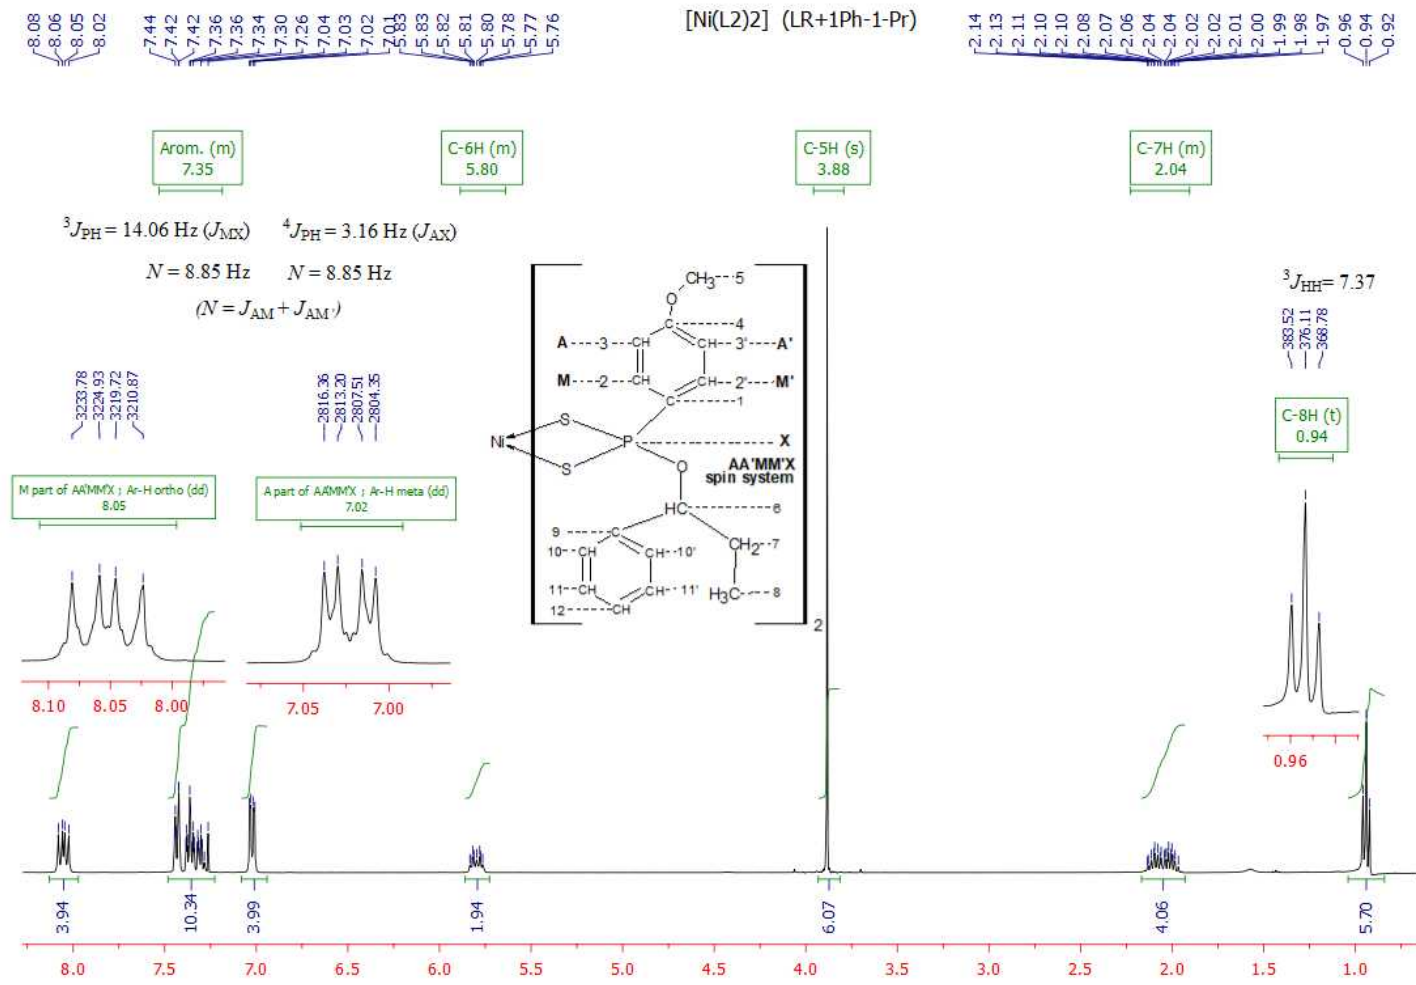 [Ni(L2)2] (LR+1Ph-1-Pr)
8.08
8.06
8.05
8.02
7.44
7.42
7.42
7.36
7.36
7.34
7.30
7.26
7.04
7.03
7.02
7.01
5.83
5.83
5.82
5.81
5.80
5.78
5.77
5.76
2.14
2.13
2.11
2.10
2.10
2.08
2.07
2.06
2.04
2.04
2.02
2.02
2.01
2.00
1.99
1.98
1.97
0.96
0.94
0.92
Arom. (m)
7.35
C-6H (m)
5.80
C-5H (s)
3.88
C-7H (m)
2.04
³J_PH = 14.06 Hz (J_MX) ⁴J_PH = 3.16 Hz (J_AX)
N = 8.85 Hz N = 8.85 Hz
(N = J_AM + J_AM')
³J_HH= 7.37
3233.78
3224.93
3219.72
3210.87
2816.36
2813.20
2807.51
2804.35
383.52
376.11
368.78
C-8H (t)
0.94
M part of AA'MM'X ; Ar-H ortho (dd)
8.05
A part of AA'MM'X ; Ar-H meta (dd)
7.02
CH₃ 5
O
C 4
A 3 CH CH 3' A'
M 2 CH CH 2' M'
C 1
S
Ni P X
S O AA'MM'X
spin system
HC 6
9 C
10 CH CH 10' CH₂ 7
11 CH CH 11' H₃C 8
12 CH
2
8.10 8.05 8.00
7.05 7.00
0.96
3.94
10.34
3.99
1.94
6.07
4.06
5.70
8.0 7.5 7.0 6.5 6.0 5.5 5.0 4.5 4.0 3.5 3.0 2.5 2.0 1.5 1.0